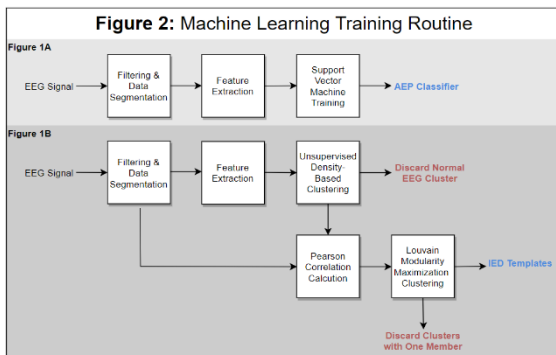 Figure 2: Machine Learning Training Routine
Figure 1A
EEG Signal
Filtering &
Data
Segmentation
Feature
Extraction
Support
Vector
Machine
Training
AEP Classifier
Figure 1B
EEG Signal
Filtering &
Data
Segmentation
Feature
Extraction
Unsupervised
Density-
Based
Clustering
Discard Normal
EEG Cluster
Pearson
Correlation
Calcution
Louvain
Modularity
Maximization
Clustering
IED Templates
Discard Clusters
with One Member